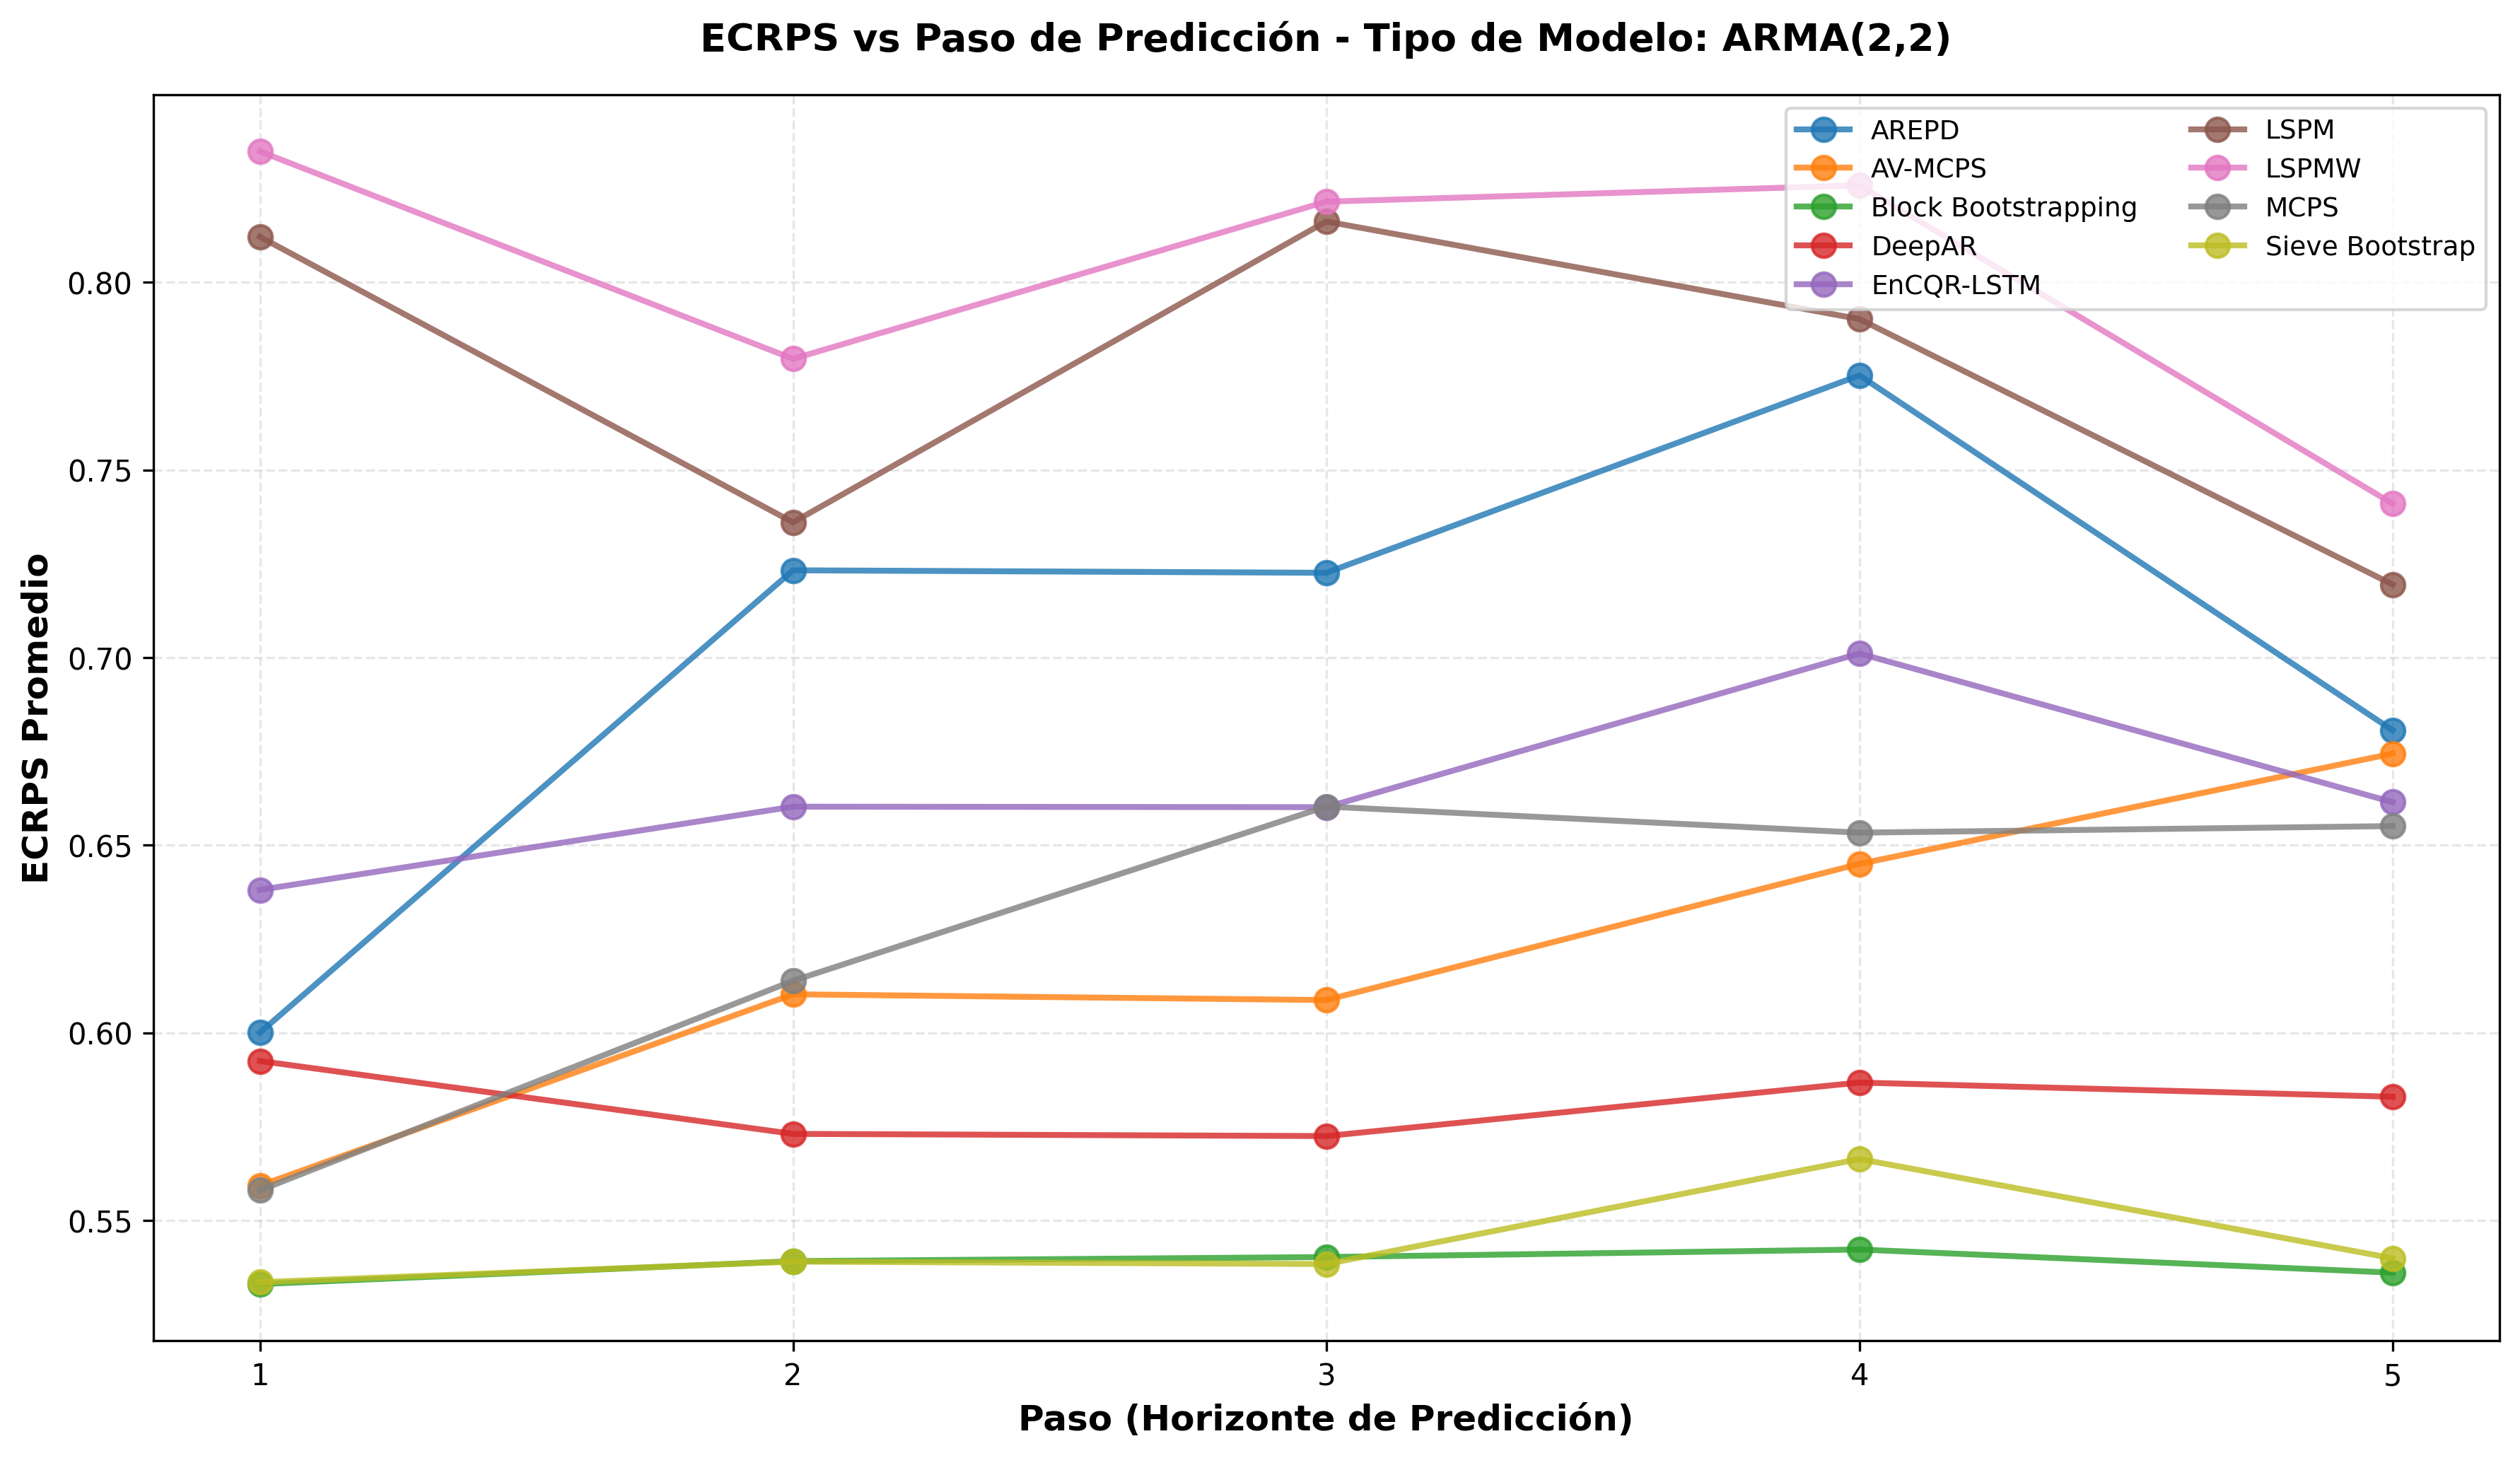 ECRPS vs Paso de Predicción - Tipo de Modelo: ARMA(2,2)
AREPD
AV-MCPS
Block Bootstrapping
DeepAR
EnCQR-LSTM
LSPM
LSPMW
MCPS
Sieve Bootstrap
ECRPS Promedio
0.80
0.75
0.70
0.65
0.60
0.55
1 2 3 4 5
Paso (Horizonte de Predicción)